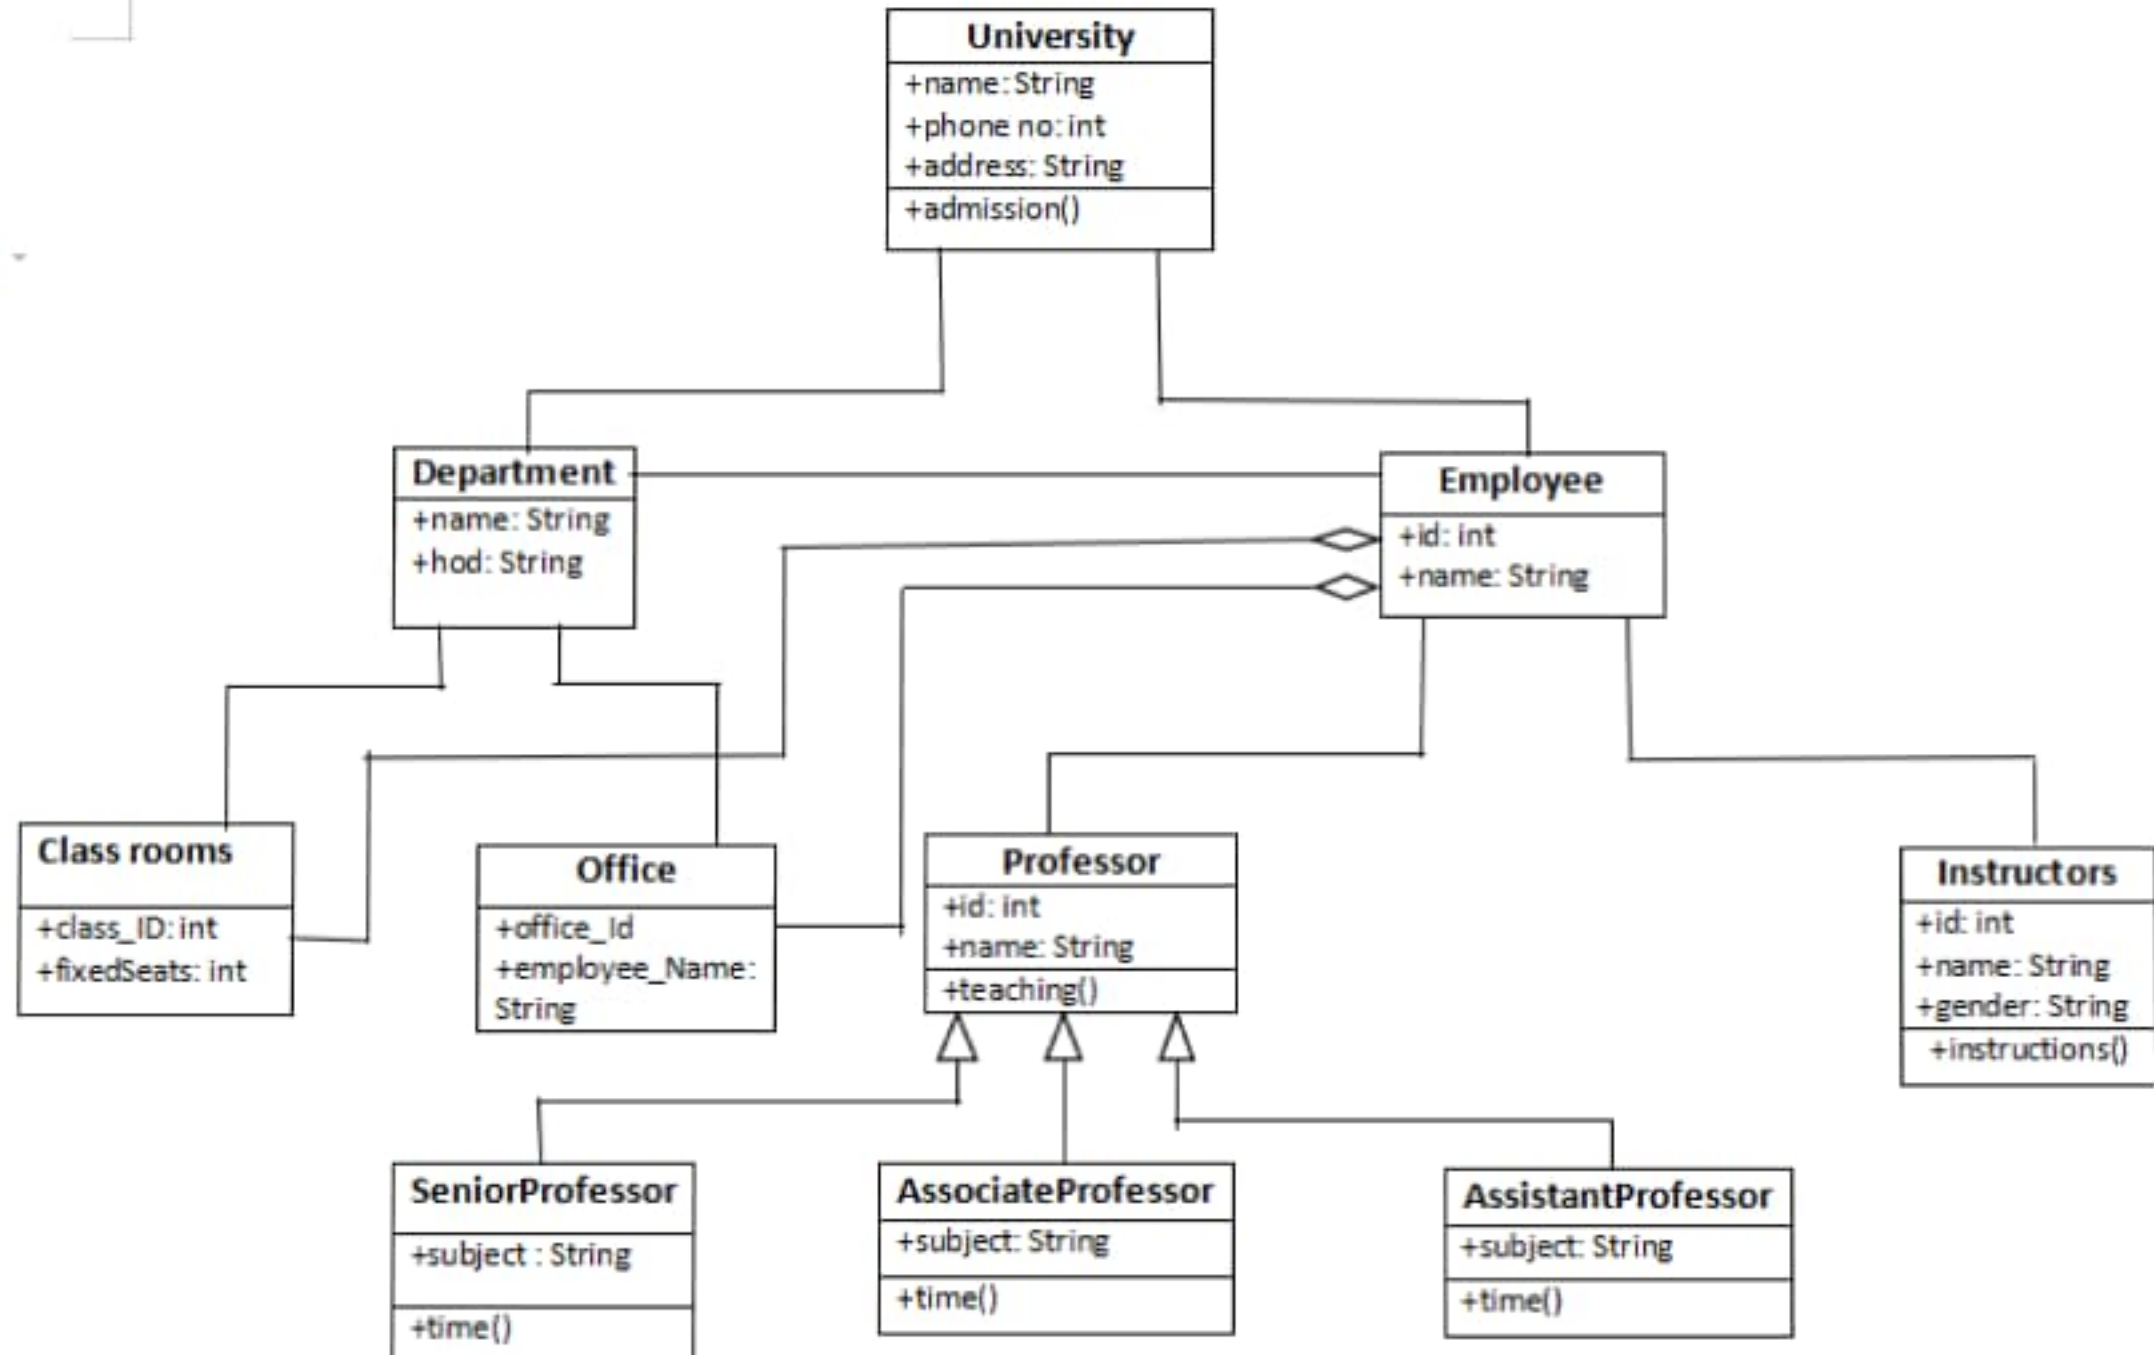 University
+name: String
+phone no: int
+address: String
+admission()
Department
+name: String
+hod: String
Employee
+id: int
+name: String
Class rooms
+class_ID: int
+fixedSeats: int
Office
+office_Id
+employee_Name:
String
Professor
+id: int
+name: String
+teaching()
Instructors
+id: int
+name: String
+gender: String
+instructions()
SeniorProfessor
+subject : String
+time()
AssociateProfessor
+subject: String
+time()
AssistantProfessor
+subject: String
+time()